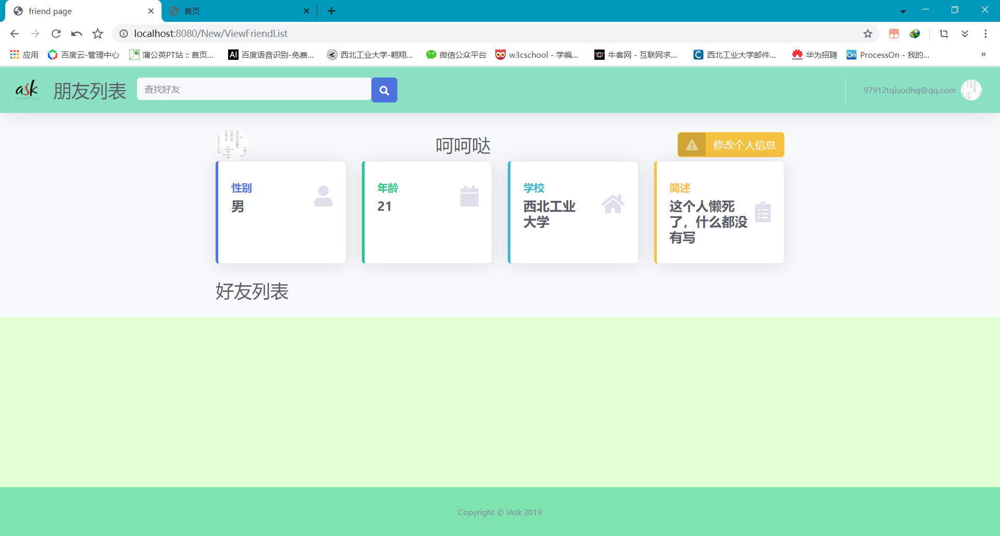 friend page
首页
localhost:8080/New/ViewFriendList
应用
百度云-管理中心
蒲公英PT站 :: 首页...
AI
百度语音识别-免费...
西北工业大学-翱翔...
微信公众平台
w3cschool - 学编...
牛客网 - 互联网求...
C
西北工业大学邮件...
华为招聘
On
ProcessOn - 我的...
»
ask
creative
朋友列表
查找好友
97912tqiuodhq@qq.com
呵呵哒
修改个人信息
性别
男
年龄
21
学校
西北工业
大学
简述
这个人懒死
了，什么都没
有写
好友列表
Copyright © IAsk 2019